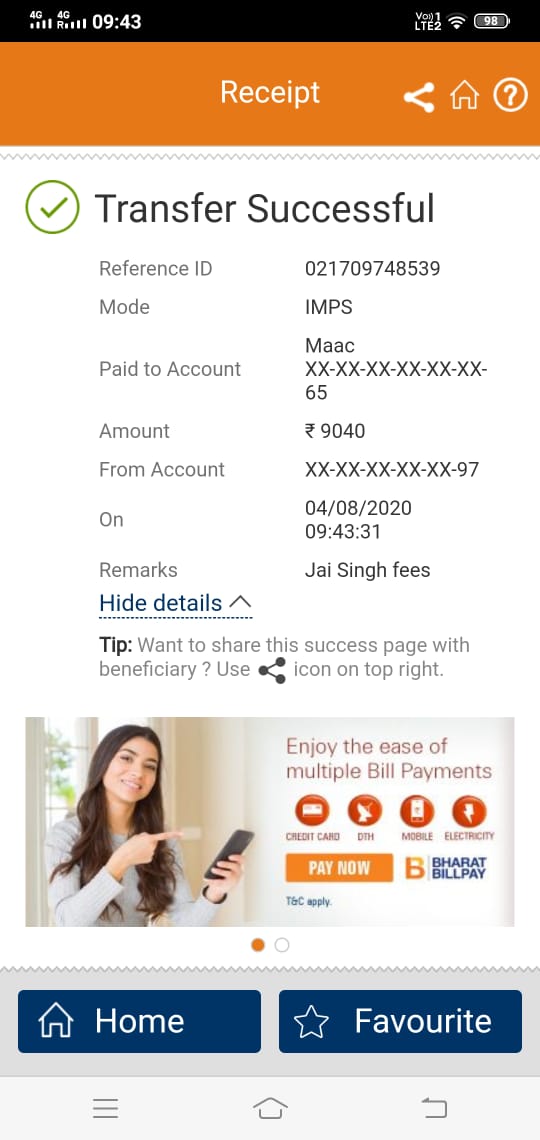 4G 4G R 09:43 Vo)) 1 LTE2 98
Receipt
Transfer Successful
Reference ID 021709748539
Mode IMPS
Paid to Account Maac
XX-XX-XX-XX-XX-XX-
65
Amount ₹ 9040
From Account XX-XX-XX-XX-XX-97
On 04/08/2020
09:43:31
Remarks Jai Singh fees
Hide details
Tip: Want to share this success page with
beneficiary ? Use icon on top right.
Enjoy the ease of
multiple Bill Payments
CREDIT CARD DTH MOBILE ELECTRICITY
PAY NOW B BHARAT
BILLPAY
T&C apply.
Home Favourite